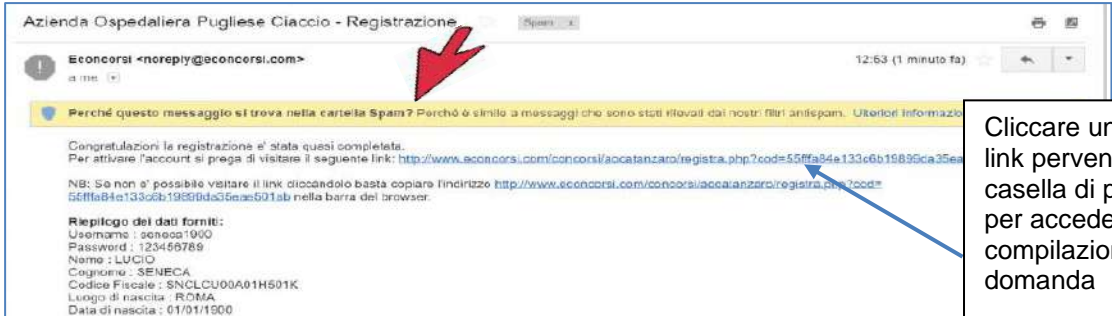 Azienda Ospedaliera Pugliese Ciaccio - Registrazione
Spam x
Econcorsi <noreply@econcorsi.com>
a me
12:53 (1 minuto fa)
Perché questo messaggio si trova nella cartella Spam? Perché è simile a messaggi che sono stati rilevati dai nostri filtri antispam. Ulteriori informazio
Congratulazioni la registrazione e' stata quasi completata.
Per attivare l'account si prega di visitare il seguente link: http://www.econcorsi.com/concorsi/aocatanzaro/registra.php?cod=55fffa84e133c6b19899da35ea
NB: Se non e' possibile visitare il link cliccandolo basta copiare l'indirizzo http://www.econcorsi.com/concorsi/aocatanzaro/registra.php?cod=
55fffa84e133c6b19899da35eae501ab nella barra del browser.
Riepilogo dei dati forniti:
Username : seneca1900
Password : 123456789
Nome : LUCIO
Cognome : SENECA
Codice Fiscale : SNCLCU00A01H501K
Luogo di nascita : ROMA
Data di nascita : 01/01/1900
Cliccare un
link perven
casella di p
per accede
compilazion
domanda